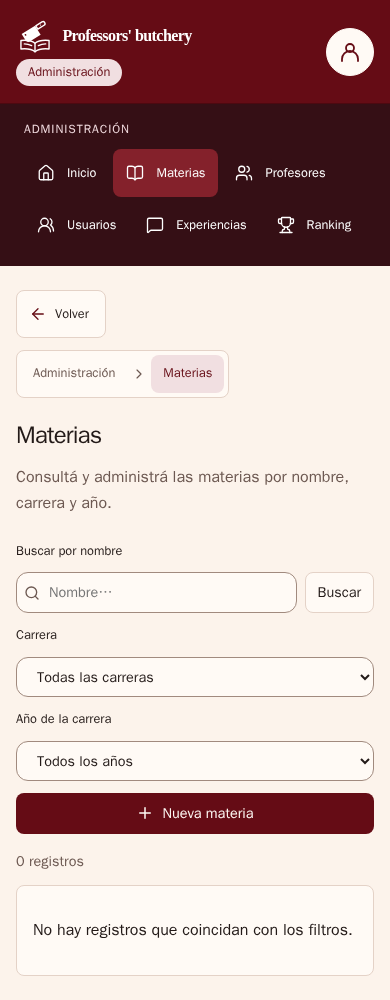 Professors' butchery
Administración
ADMINISTRACIÓN
Inicio
Materias
Profesores
Usuarios
Experiencias
Ranking
Volver
Administración
Materias
Materias
Consultá y administrá las materias por nombre,
carrera y año.
Buscar por nombre
Nombre…
Buscar
Carrera
Todas las carreras
Año de la carrera
Todos los años
Nueva materia
0 registros
No hay registros que coincidan con los filtros.